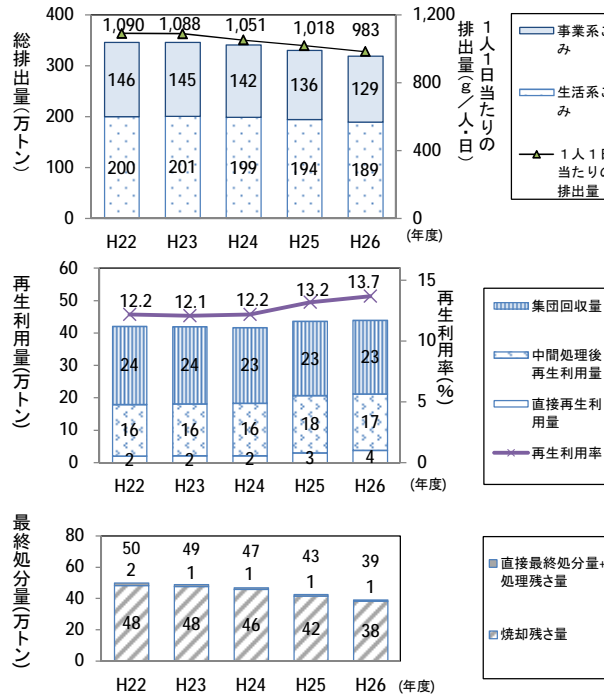 総排出量(万トン)
400
300
200
100
0
1,090 1,088 1,051 1,018 983
146 145 142 136 129
200 201 199 194 189
H22 H23 H24 H25 H26
(年度)
1,200
800
400
0
1人1日当たりの
排出量(g/人・日)
事業系ご
み
生活系ご
み
1人1日
当たりの
排出量
再生利用量(万トン)
60
50
40
30
20
10
0
12.2 12.1 12.2 13.2 13.7
24 24 23 23 23
16 16 16 18 17
2 2 2 3 4
H22 H23 H24 H25 H26
(年度)
15
10
5
0
再生利用率(%)
集団回収量
中間処理後
再生利用量
直接再生利
用量
再生利用率
最終処分量(万トン)
80
60
40
20
0
50 49 47 43 39
2 1 1 1 1
48 48 46 42 38
H22 H23 H24 H25 H26
(年度)
直接最終処分量+
処理残さ量
焼却残さ量